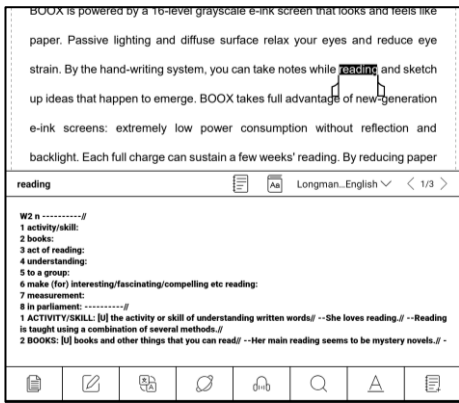 BOOX is powered by a 16-level grayscale e-ink screen that looks and feels like
paper. Passive lighting and diffuse surface relax your eyes and reduce eye
strain. By the hand-writing system, you can take notes while reading and sketch
up ideas that happen to emerge. BOOX takes full advantage of new-generation
e-ink screens: extremely low power consumption without reflection and
backlight. Each full charge can sustain a few weeks' reading. By reducing paper
reading Aa Longman...English < 1/3 >
W2 n ----------//
1 activity/skill:
2 books:
3 act of reading:
4 understanding:
5 to a group:
6 make (for) interesting/fascinating/compelling etc reading:
7 measurement:
8 in parliament: ----------//
1 ACTIVITY/SKILL: [U] the activity or skill of understanding written words// --She loves reading.// --Reading
is taught using a combination of several methods.//
2 BOOKS: [U] books and other things that you can read// --Her main reading seems to be mystery novels.// -
A